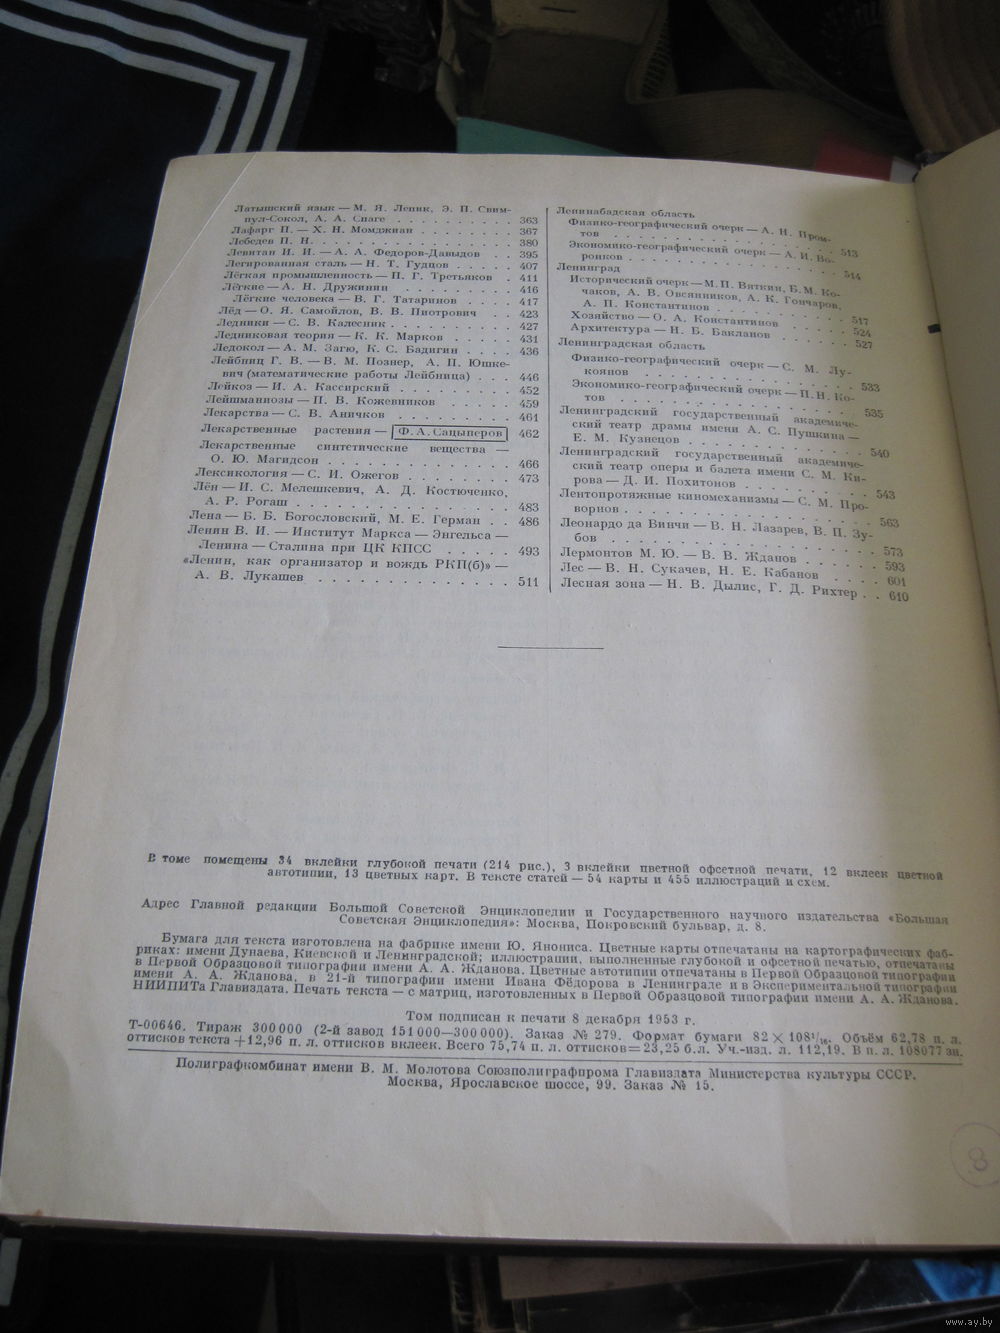 Латышский язык — М. Я. Лепик, Э. П. Свим-
пул-Сокол, А. А. Спаге . . . . . . . . . . 363
Лафарг П. — Х. Н. Момджиан . . . . . . . . 367
Лебедев П. Н. . . . . . . . . . . . . . . . 380
Левитан И. И. — А. А. Федоров-Давыдов . . 395
Легированная сталь — Н. Т. Гудцов . . . . . 407
Лёгкая промышленность — П. Г. Третьяков . 411
Лёгкие — А. Н. Дружинин . . . . . . . . . 416
Лёгкие человека — В. Г. Татаринов . . . . 417
Лёд — О. Я. Самойлов, В. В. Пиотрович . . 423
Ледники — С. В. Калесник . . . . . . . . . 427
Ледниковая теория — К. К. Марков . . . . . 431
Ледокол — А. М. Загю, К. С. Бадигин . . . . 436
Лейбниц Г. В. — В. М. Познер, А. П. Юшке-
вич (математические работы Лейбница) . . . 446
Лейкоз — И. А. Кассирский . . . . . . . . 452
Лейшманиозы — П. В. Кожевников . . . . . 459
Лекарства — С. В. Аничков . . . . . . . . 461
Лекарственные растения — Ф. А. Сацыперов 462
Лекарственные синтетические вещества —
О. Ю. Магидсон . . . . . . . . . . . . . 466
Лексикология — С. И. Ожегов . . . . . . . 473
Лён — И. С. Мелешкевич, А. Д. Костюченко,
А. Р. Рогаш . . . . . . . . . . . . . . . 483
Лена — Б. Б. Богословский, М. Е. Герман . . 486
Ленин В. И. — Институт Маркса — Энгельса —
Ленина — Сталина при ЦК КПСС . . . . . 493
«Ленин, как организатор и вождь РКП(б)» —
А. В. Лукашев . . . . . . . . . . . . . . 511
Ленинабадская область
Физико-географический очерк — А. Н. Пром-
тов . . . . . . . . . . . . . . . . . . 513
Экономико-географический очерк — А. И. Во-
ронков . . . . . . . . . . . . . . . . . 514
Ленинград
Исторический очерк — М. П. Вяткин, Б. М. Ко-
чаков, А. В. Овсянников, А. К. Гончаров,
А. П. Константинов . . . . . . . . . . . 517
Хозяйство — О. А. Константинов . . . . . . 524
Архитектура — Н. Б. Бакланов . . . . . . . 527
Ленинградская область
Физико-географический очерк — С. М. Лу-
коянов . . . . . . . . . . . . . . . . . 533
Экономико-географический очерк — П. Н. Ко-
тов . . . . . . . . . . . . . . . . . . 535
Ленинградский государственный академиче-
ский театр драмы имени А. С. Пушкина —
Е. М. Кузнецов . . . . . . . . . . . . . 540
Ленинградский государственный академиче-
ский театр оперы и балета имени С. М. Ки-
рова — Д. И. Похитонов . . . . . . . . . 543
Лентопротяжные киномеханизмы — С. М. Про-
ворнов . . . . . . . . . . . . . . . . . 563
Леонардо да Винчи — В. Н. Лазарев, В. П. Зу-
бов . . . . . . . . . . . . . . . . . . 573
Лермонтов М. Ю. — В. В. Жданов . . . . . . 593
Лес — В. Н. Сукачев, Н. Е. Кабанов . . . . 601
Лесная зона — Н. В. Дылис, Г. Д. Рихтер . . 610
В томе помещены 34 вклейки глубокой печати (214 рис.), 3 вклейки цветной офсетной печати, 12 вклеек цветной
автотипии, 13 цветных карт. В тексте статей — 54 карты и 455 иллюстраций и схем.
Адрес Главной редакции Большой Советской Энциклопедии и Государственного научного издательства «Большая
Советская Энциклопедия»: Москва, Покровский бульвар, д. 8.
Бумага для текста изготовлена на фабрике имени Ю. Янониса. Цветные карты отпечатаны на картографических фаб-
риках: имени Дунаева, Киевской и Ленинградской; иллюстрации, выполненные глубокой и офсетной печатью, отпечатаны
в Первой Образцовой типографии имени А. А. Жданова. Цветные автотипии отпечатаны в Первой Образцовой типографии
имени А. А. Жданова, в 21-й типографии имени Ивана Фёдорова в Ленинграде и в Экспериментальной типографии
НИИПИТа Главиздата. Печать текста — с матриц, изготовленных в Первой Образцовой типографии имени А. А. Жданова.
Том подписан к печати 8 декабря 1953 г.
Т-00646. Тираж 300 000 (2-й завод 151 000—300 000). Заказ № 279. Формат бумаги 82 × 108¹/₁₆. Объём 62,78 п. л.
оттисков текста + 12,96 п. л. оттисков вклеек. Всего 75,74 п. л. оттисков = 23,25 б. л. Уч.-изд. л. 112,19. В п. л. 108077 зн.
Полиграфкомбинат имени В. М. Молотова Союзполиграфпрома Главиздата Министерства культуры СССР.
Москва, Ярославское шоссе, 99. Заказ № 15.
8
www.ay.by